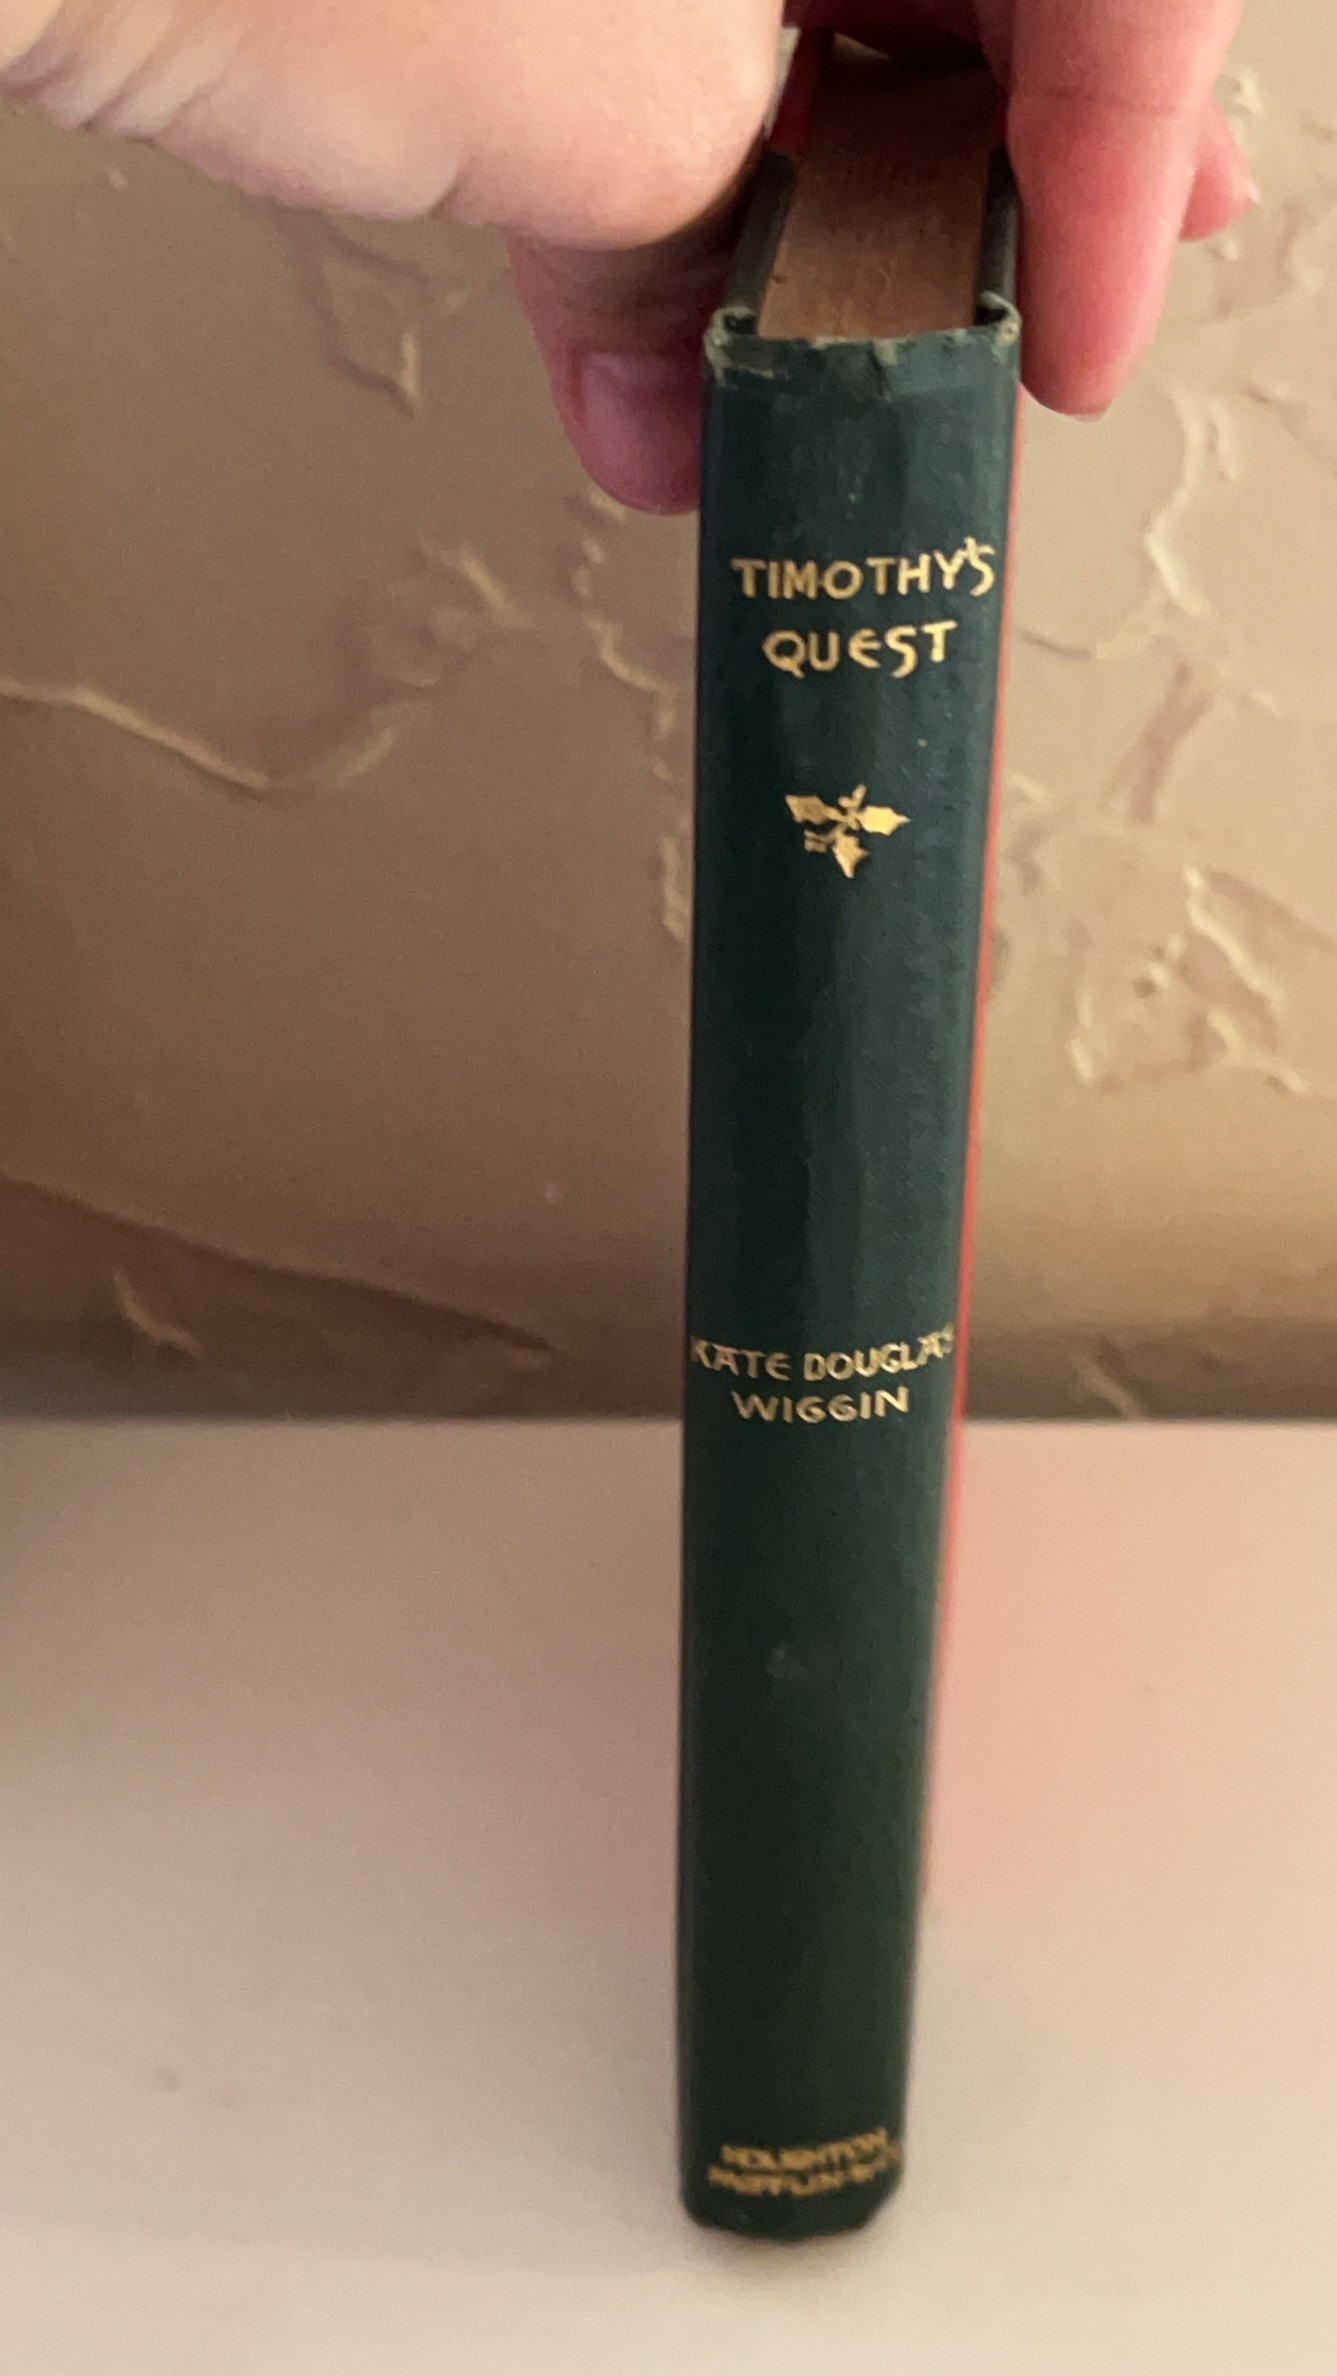 TIMOTHY'S
QUEST
KATE DOUGLAS
WIGGIN
HOUGHTON
MIFFLIN & CO